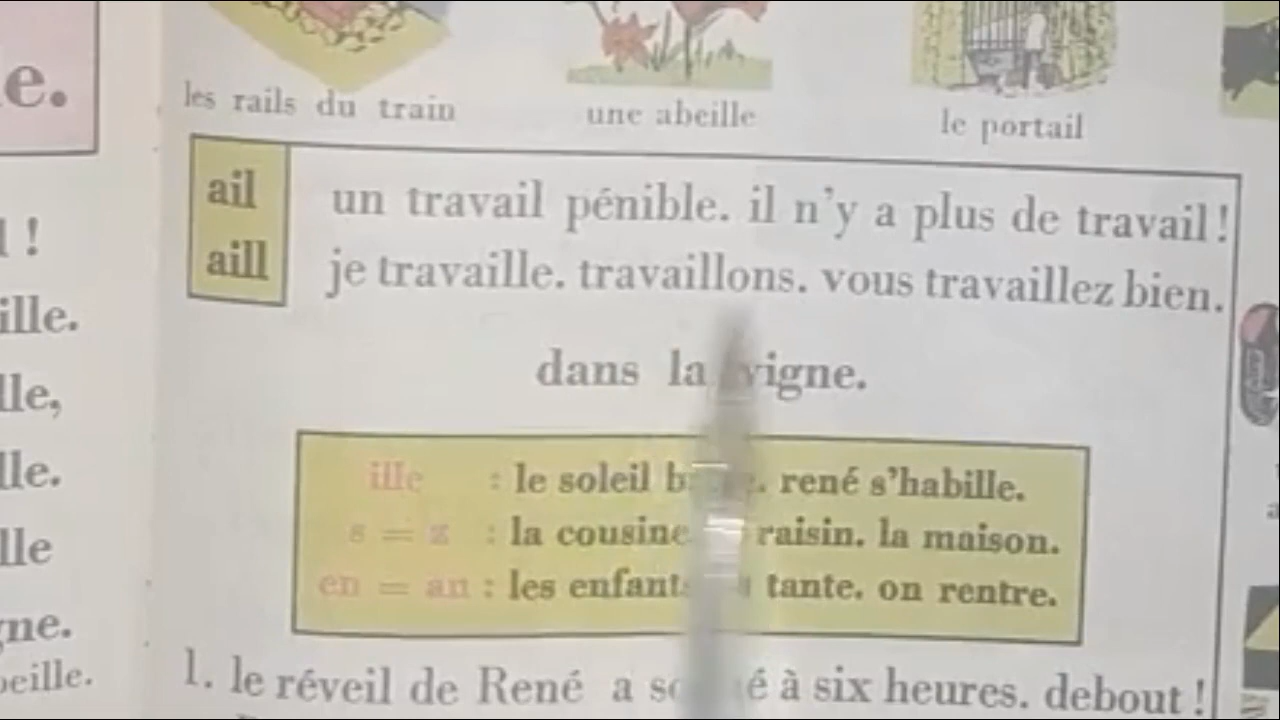 e.
les rails du train
une abeille
le portail
ail
aill
un travail pénible. il n'y a plus de travail !
je travaille. travaillons. vous travaillez bien.
dans la vigne.
ille : le soleil rené s'habille.
s = z : la cousine raisin. la maison.
en = an : les enfants tante. on rentre.
1. le réveil de René a à six heures. debout !
l !
ille.
lle,
lle.
lle
gne.
beille.